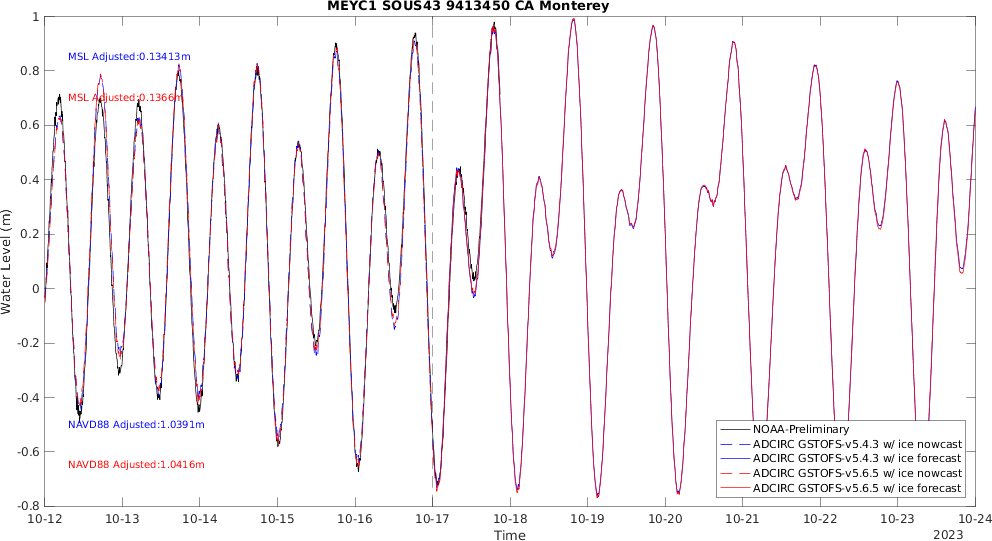 MEYC1 SOUS43 9413450 CA Monterey
1
0.8
0.6
0.4
0.2
0
-0.2
-0.4
-0.6
-0.8
Water Level (m)
MSL Adjusted:0.13413m
MSL Adjusted:0.1366m
NAVD88 Adjusted:1.0391m
NAVD88 Adjusted:1.0416m
NOAA-Preliminary
ADCIRC GSTOFS-v5.4.3 w/ ice nowcast
ADCIRC GSTOFS-v5.4.3 w/ ice forecast
ADCIRC GSTOFS-v5.6.5 w/ ice nowcast
ADCIRC GSTOFS-v5.6.5 w/ ice forecast
10-12 10-13 10-14 10-15 10-16 10-17 10-18 10-19 10-20 10-21 10-22 10-23 10-24
Time
2023